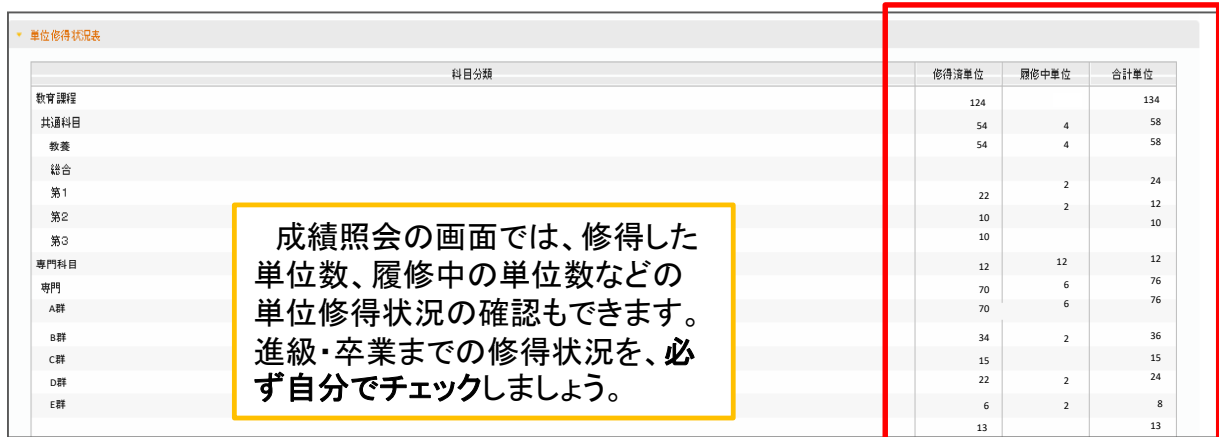 単位修得状況表
科目分類 修得済単位 履修中単位 合計単位
教育課程 124 134
共通科目 54 4 58
教養 54 4 58
総合
第1 22 2 24
第2 10 2 12
第3 10 10
専門科目 12 12 12
専門 70 6 76
A群 70 6 76
B群 34 2 36
C群 15 15
D群 22 2 24
E群 6 2 8
13 13
成績照会の画面では、修得した
単位数、履修中の単位数などの
単位修得状況の確認もできます。
進級・卒業までの修得状況を、必
ず自分でチェックしましょう。